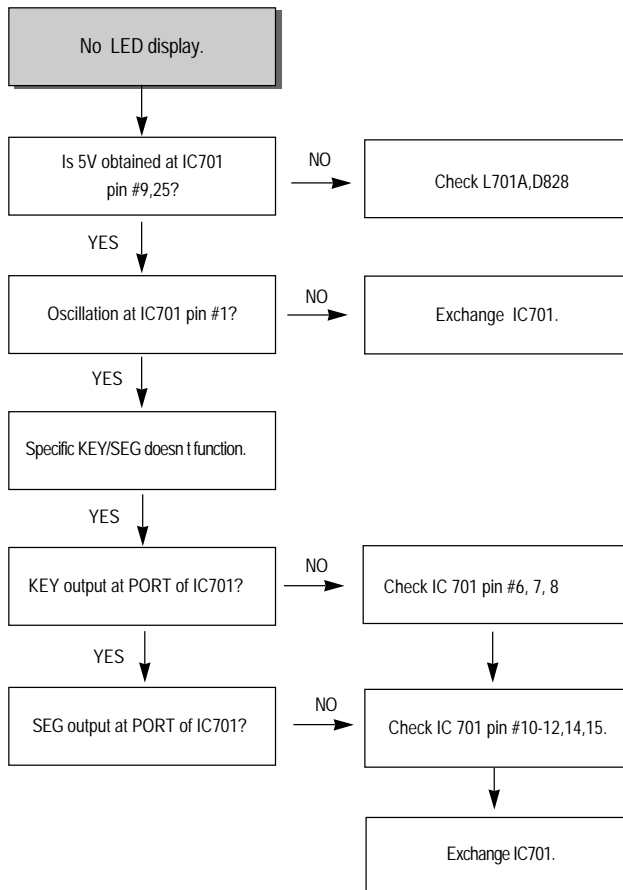 No LED display.
Is 5V obtained at IC701
pin #9,25?
NO
Check L701A,D828
YES
Oscillation at IC701 pin #1?
NO
Exchange IC701.
YES
Specific KEY/SEG doesn t function.
YES
KEY output at PORT of IC701?
NO
Check IC 701 pin #6, 7, 8
YES
SEG output at PORT of IC701?
NO
Check IC 701 pin #10-12,14,15.
Exchange IC701.